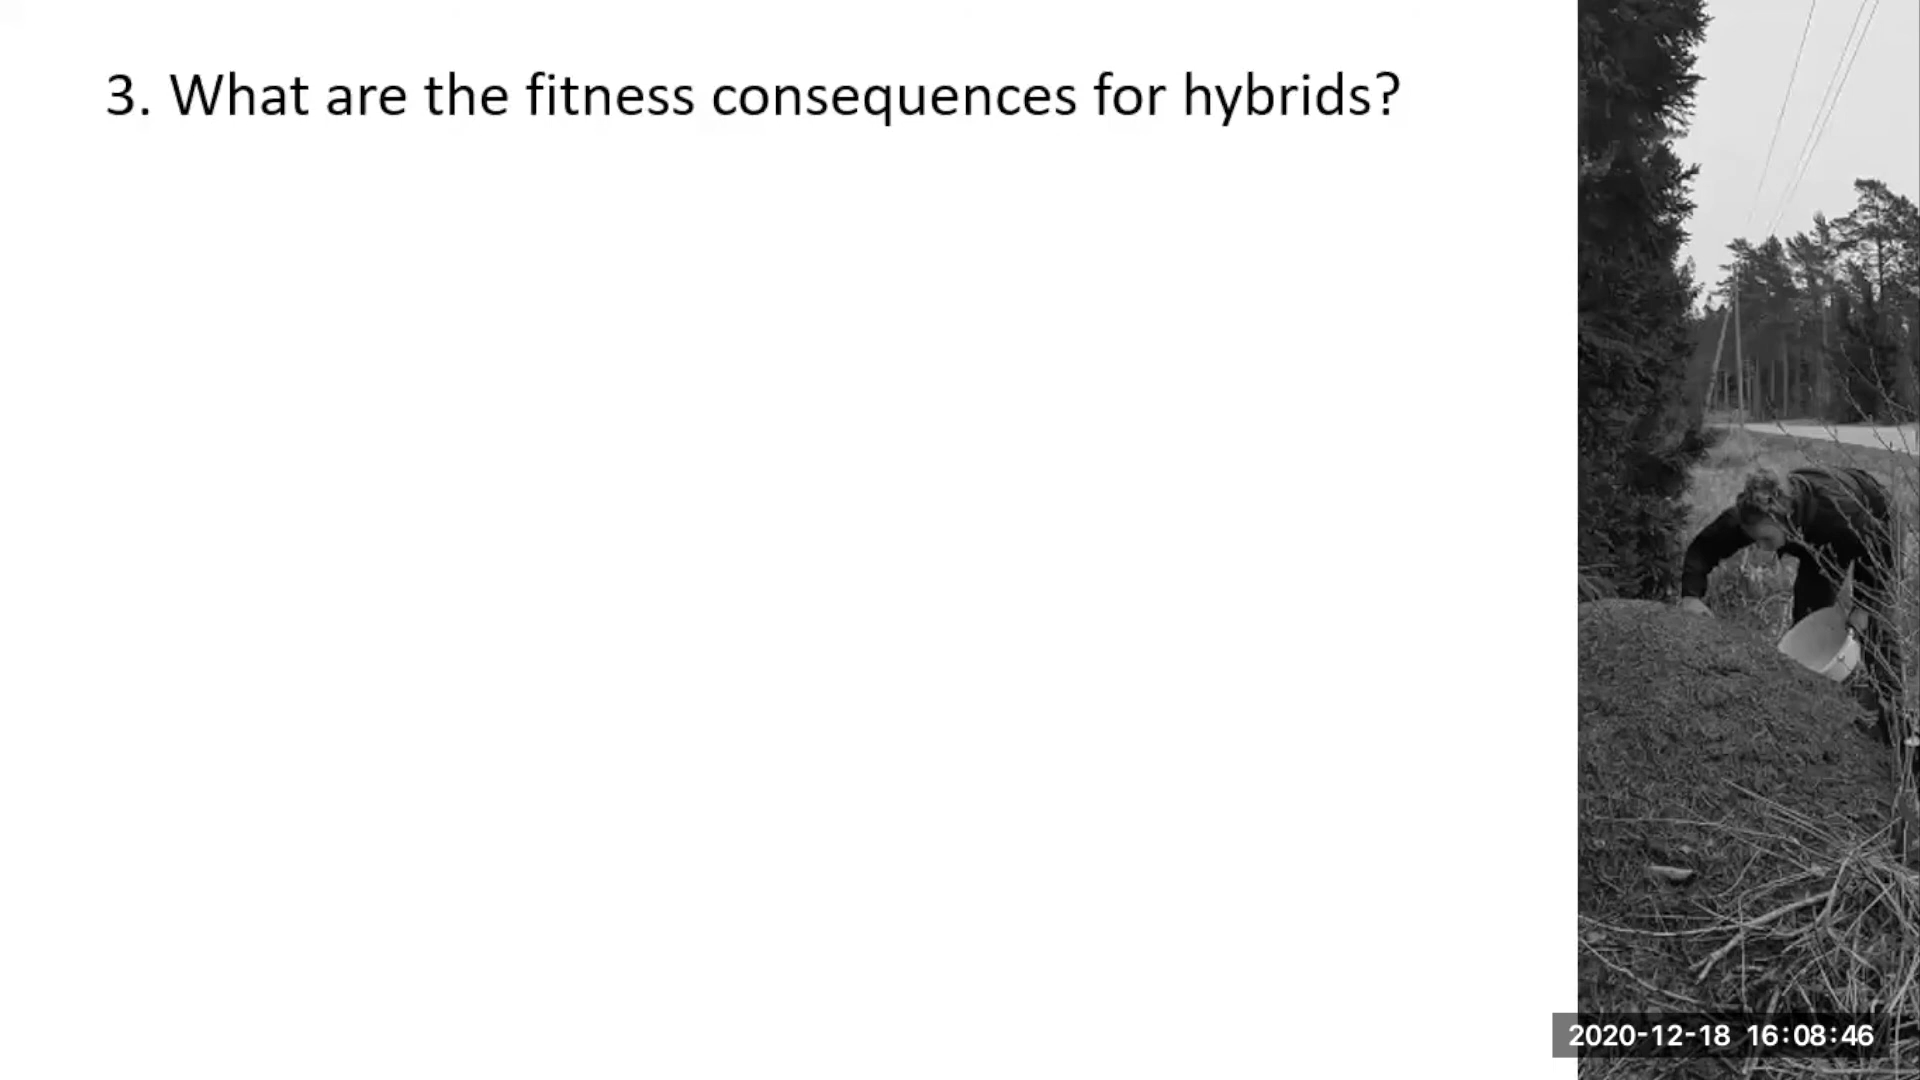 3. What are the fitness consequences for hybrids?
2020-12-18 16:08:46